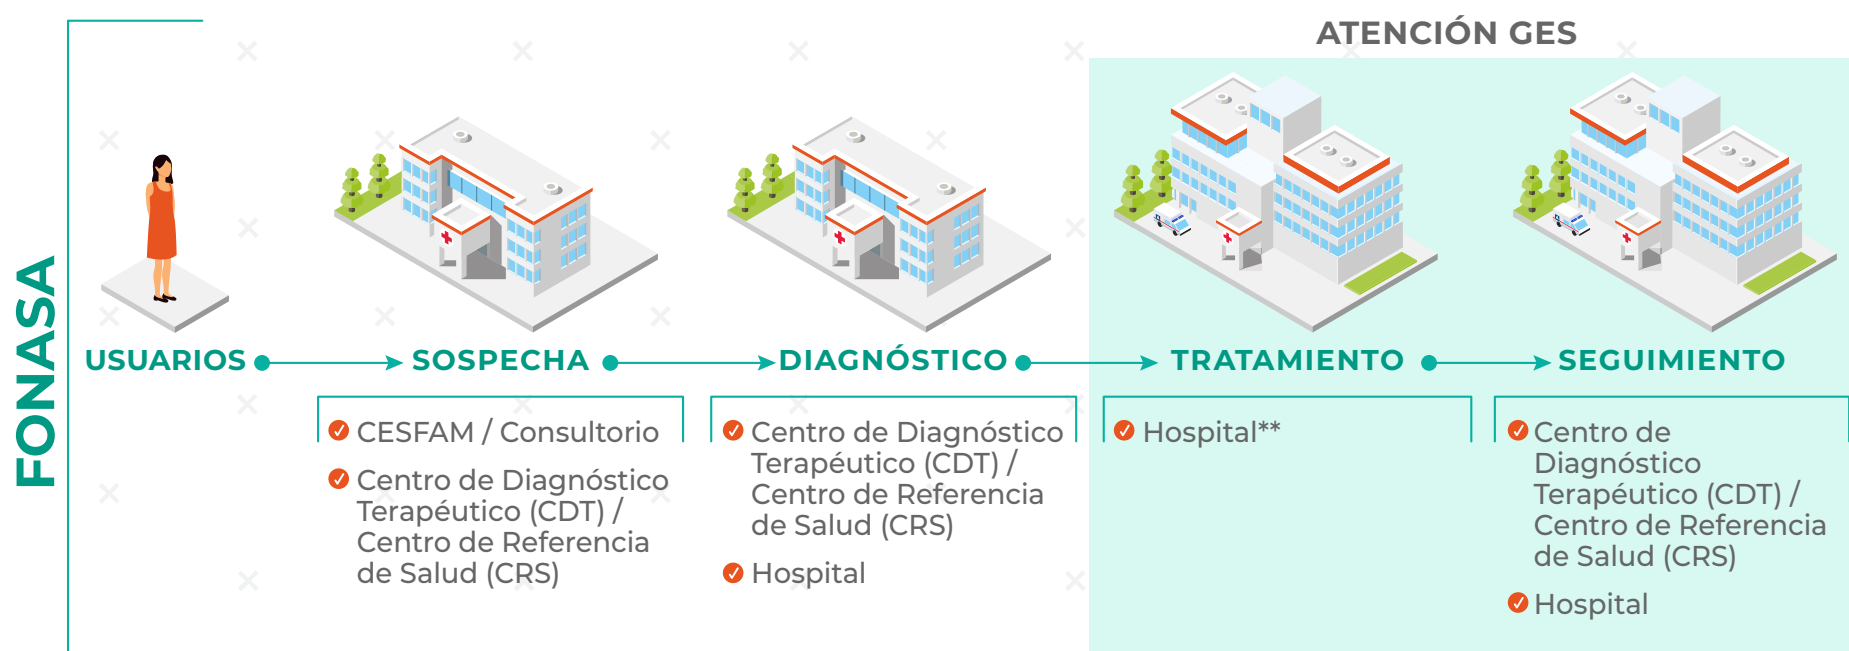 ATENCIÓN GES
FONASA
USUARIOS
SOSPECHA
DIAGNÓSTICO
TRATAMIENTO
SEGUIMIENTO
CESFAM / Consultorio
Centro de Diagnóstico
Terapéutico (CDT) /
Centro de Referencia
de Salud (CRS)
Centro de Diagnóstico
Terapéutico (CDT) /
Centro de Referencia
de Salud (CRS)
Hospital
Hospital**
Centro de
Diagnóstico
Terapéutico (CDT) /
Centro de Referencia
de Salud (CRS)
Hospital